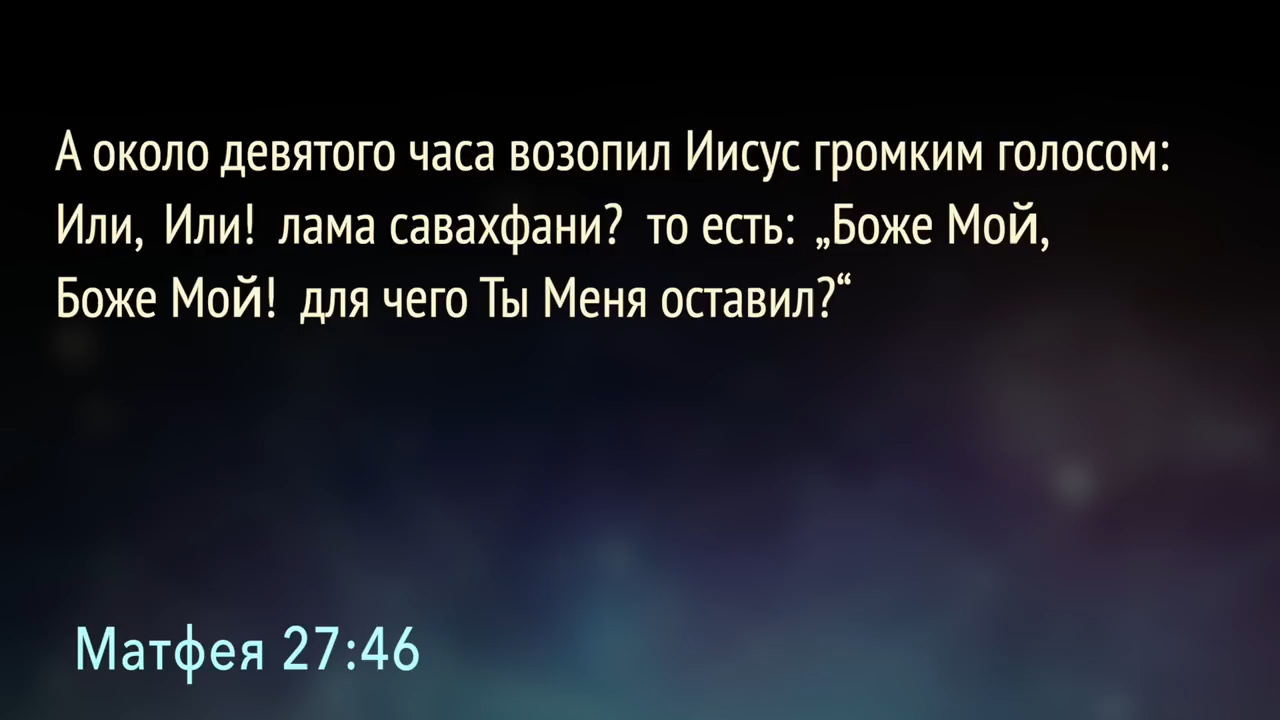 А около девятого часа возопил Иисус громким голосом:
Или, Или! лама савахфани? то есть: „Боже Мой,
Боже Мой! для чего Ты Меня оставил?“
Матфея 27:46